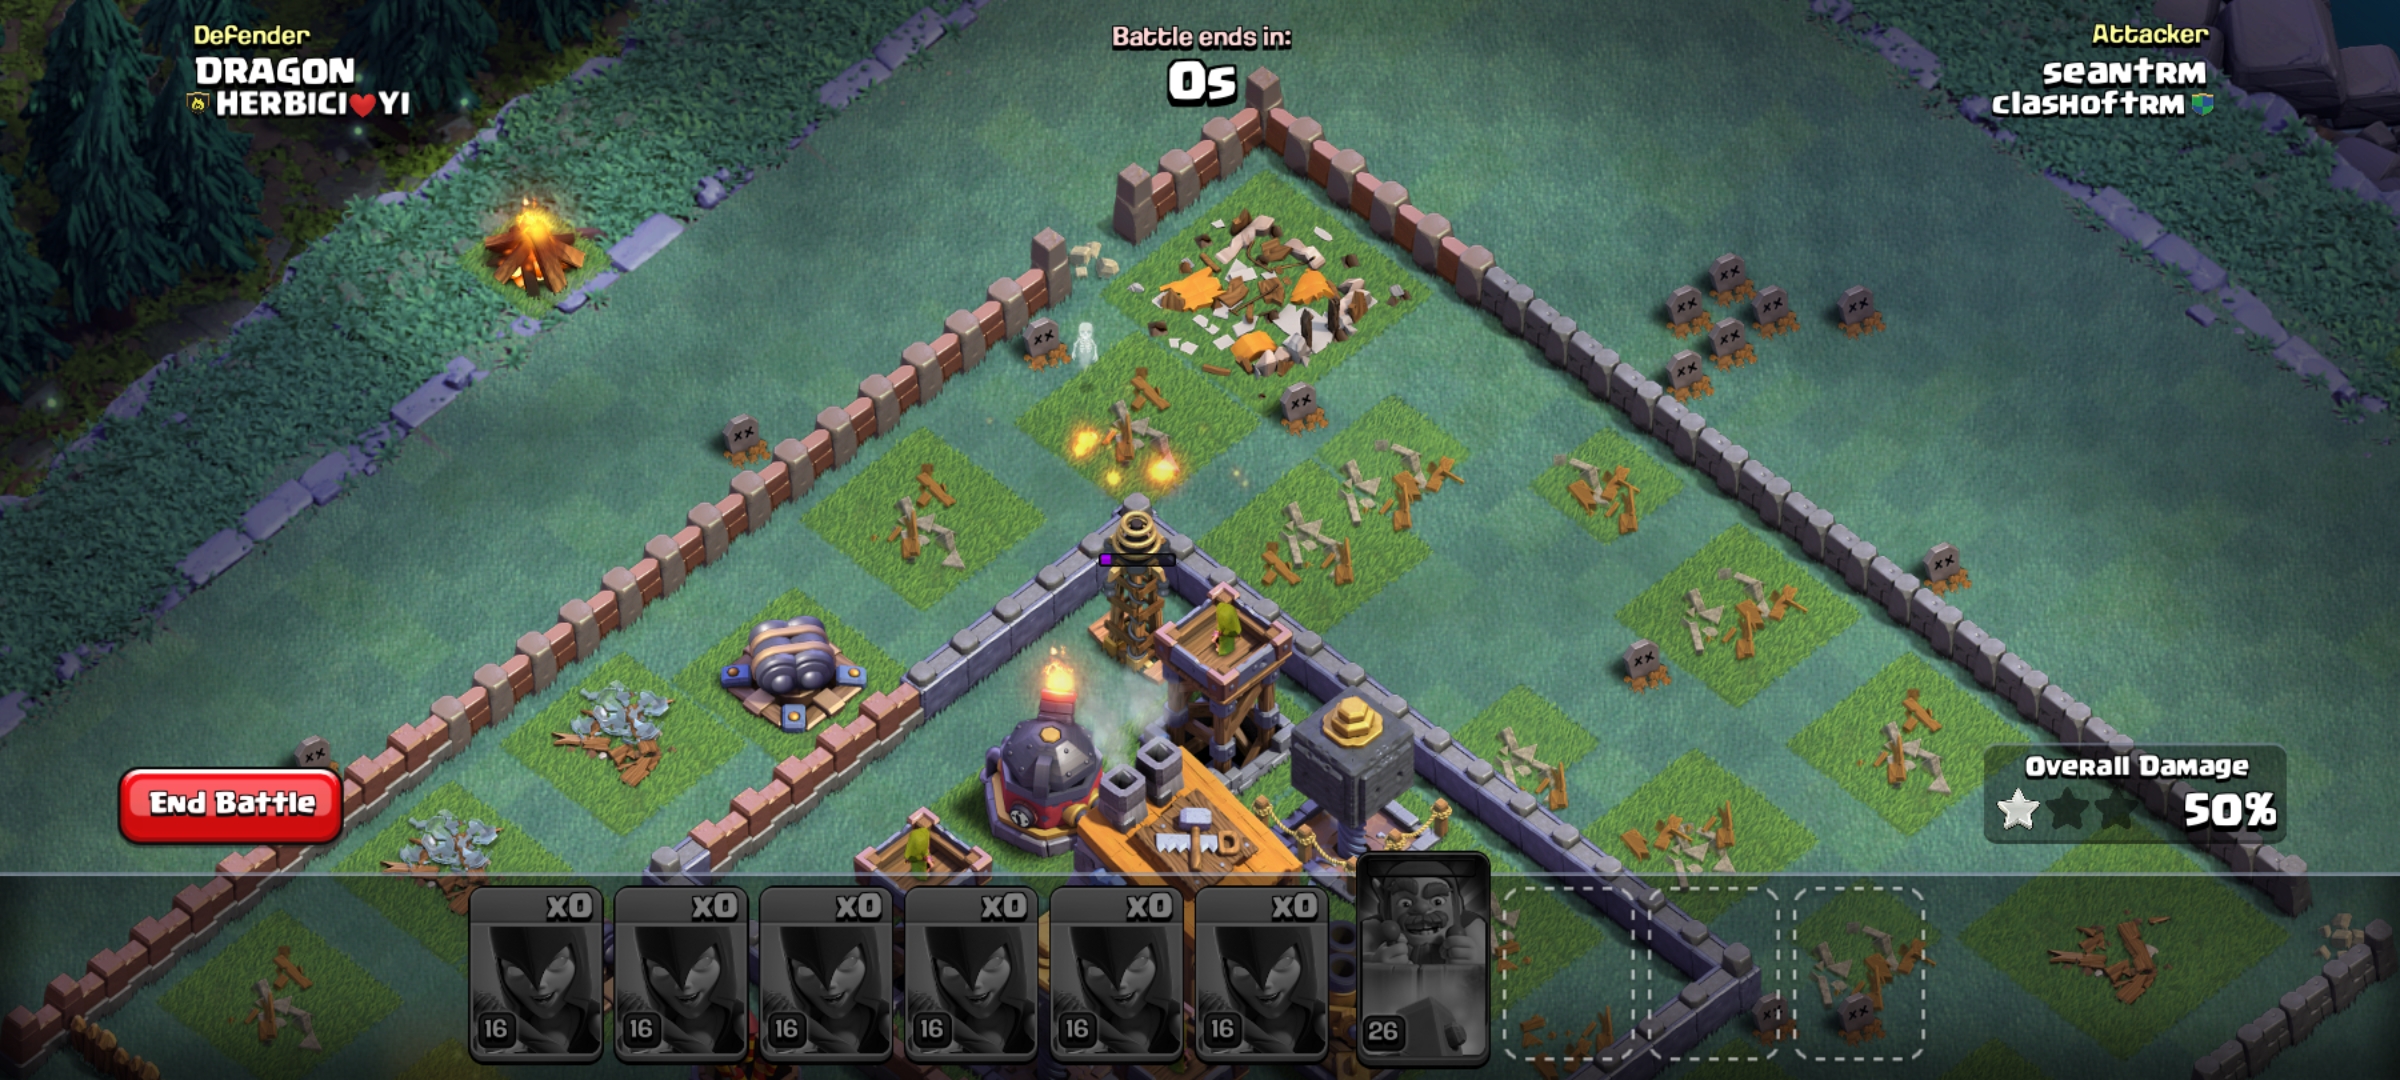 Defender
DRAGON
HERBICI❤YI
Battle ends in:
0s
Attacker
seantRM
clashoftRM
End Battle
Overall Damage
50%
x0
x0
x0
x0
x0
x0
16
16
16
16
16
16
26